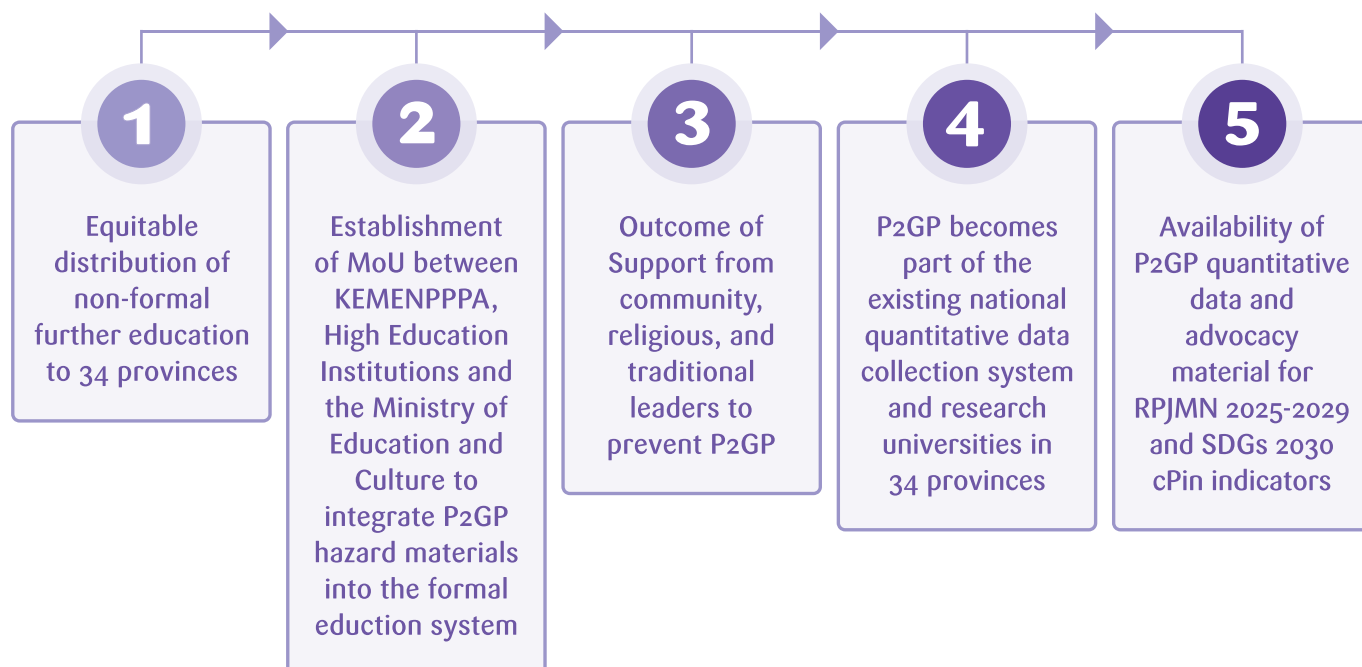 1
Equitable
distribution of
non-formal
further education
to 34 provinces
2
Establishment
of MoU between
KEMENPPPA,
High Education
Institutions and
the Ministry of
Education and
Culture to
integrate P2GP
hazard materials
into the formal
eduction system
3
Outcome of
Support from
community,
religious, and
traditional
leaders to
prevent P2GP
4
P2GP becomes
part of the
existing national
quantitative data
collection system
and research
universities in
34 provinces
5
Availability of
P2GP quantitative
data and
advocacy
material for
RPJMN 2025-2029
and SDGs 2030
cPin indicators